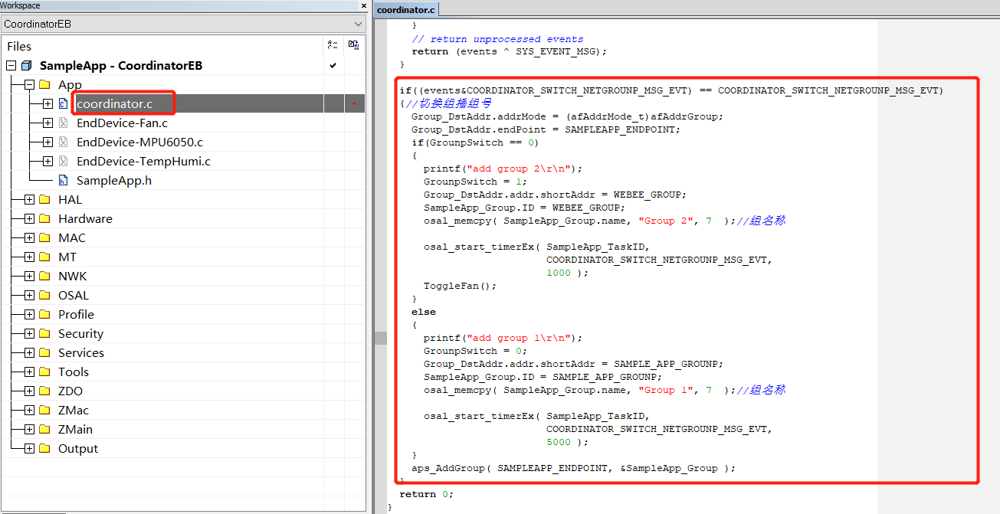 Workspace
CoordinatorEB
Files
SampleApp - CoordinatorEB
App
coordinator.c
EndDevice-Fan.c
EndDevice-MPU6050.c
EndDevice-TempHumi.c
SampleApp.h
HAL
Hardware
MAC
MT
NWK
OSAL
Profile
Security
Services
Tools
ZDO
ZMac
ZMain
Output
coordinator.c
}
// return unprocessed events
return (events ^ SYS_EVENT_MSG);
}
if((events&COORDINATOR_SWITCH_NETGROUNP_MSG_EVT) == COORDINATOR_SWITCH_NETGROUNP_MSG_EVT)
{//切换组播组号
Group_DstAddr.addrMode = (afAddrMode_t)afAddrGroup;
Group_DstAddr.endPoint = SAMPLEAPP_ENDPOINT;
if(GrounpSwitch == 0)
{
printf("add group 2\r\n");
GrounpSwitch = 1;
Group_DstAddr.addr.shortAddr = WEBEE_GROUP;
SampleApp_Group.ID = WEBEE_GROUP;
osal_memcpy( SampleApp_Group.name, "Group 2", 7  );//组名称
osal_start_timerEx( SampleApp_TaskID,
COORDINATOR_SWITCH_NETGROUNP_MSG_EVT,
1000 );
ToggleFan();
}
else
{
printf("add group 1\r\n");
GrounpSwitch = 0;
Group_DstAddr.addr.shortAddr = SAMPLE_APP_GROUNP;
SampleApp_Group.ID = SAMPLE_APP_GROUNP;
osal_memcpy( SampleApp_Group.name, "Group 1", 7  );//组名称
osal_start_timerEx( SampleApp_TaskID,
COORDINATOR_SWITCH_NETGROUNP_MSG_EVT,
5000 );
}
aps_AddGroup( SAMPLEAPP_ENDPOINT, &SampleApp_Group );
}
return 0;
}